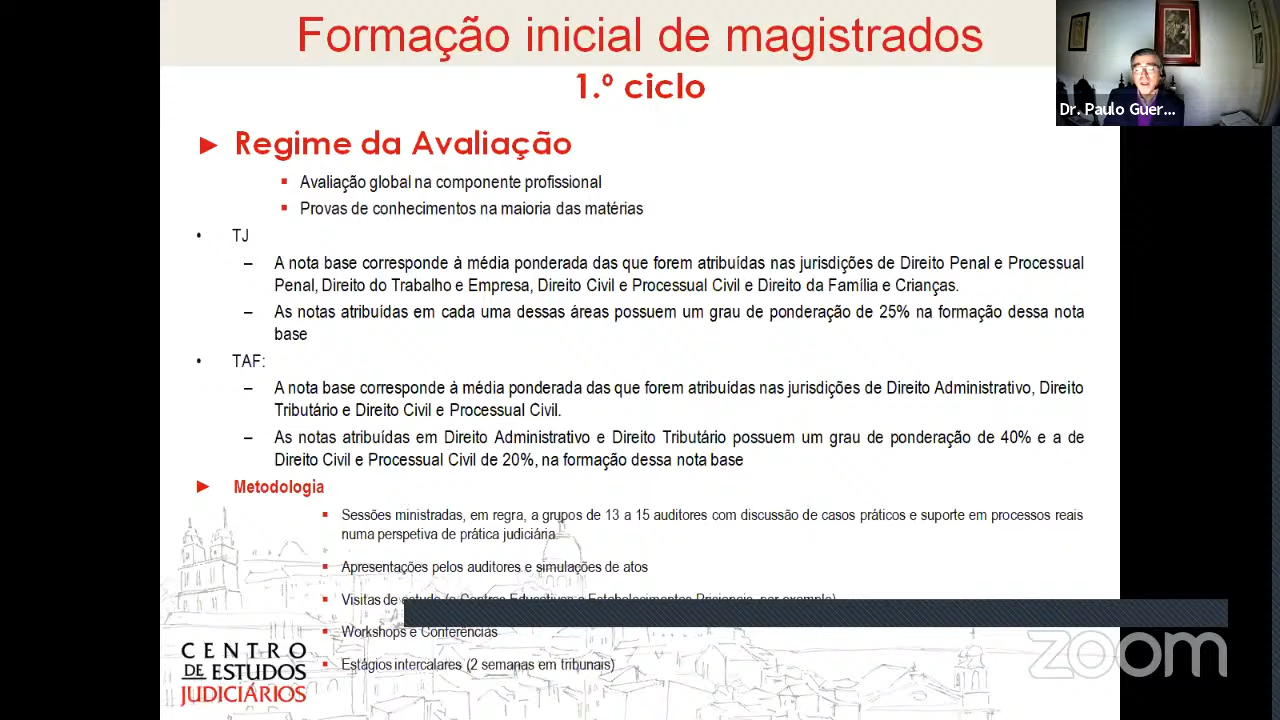 Formação inicial de magistrados
1.º ciclo
Dr. Paulo Guer...
► Regime da Avaliação
Avaliação global na componente profissional
Provas de conhecimentos na maioria das matérias
• TJ
– A nota base corresponde à média ponderada das que forem atribuídas nas jurisdições de Direito Penal e Processual
Penal, Direito do Trabalho e Empresa, Direito Civil e Processual Civil e Direito da Família e Crianças.
– As notas atribuídas em cada uma dessas áreas possuem um grau de ponderação de 25% na formação dessa nota
base
• TAF:
– A nota base corresponde à média ponderada das que forem atribuídas nas jurisdições de Direito Administrativo, Direito
Tributário e Direito Civil e Processual Civil.
– As notas atribuídas em Direito Administrativo e Direito Tributário possuem um grau de ponderação de 40% e a de
Direito Civil e Processual Civil de 20%, na formação dessa nota base
► Metodologia
Sessões ministradas, em regra, a grupos de 13 a 15 auditores com discussão de casos práticos e suporte em processos reais
numa perspetiva de prática judiciária.
Apresentações pelos auditores e simulações de atos
Visitas de estudo (a Centros Educativos e Estabelecimentos Prisionais, por exemplo)
Workshops e Conferências
Estágios intercalares (2 semanas em tribunais)
CENTRO
DE ESTUDOS
JUDICIÁRIOS
zoom